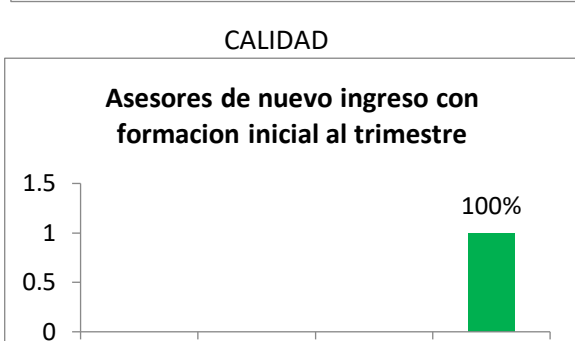 CALIDAD
Asesores de nuevo ingreso con
formacion inicial al trimestre
1.5
100%
1
0.5
0